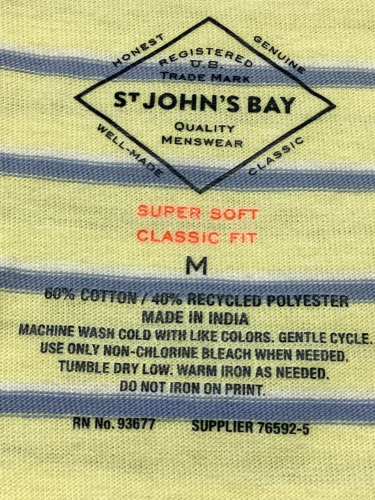 HONEST
GENUINE
REGISTERED
U.S.
TRADE MARK
ST JOHN'S BAY
QUALITY
MENSWEAR
WELL-MADE
CLASSIC
SUPER SOFT
CLASSIC FIT
M
60% COTTON / 40% RECYCLED POLYESTER
MADE IN INDIA
MACHINE WASH COLD WITH LIKE COLORS. GENTLE CYCLE.
USE ONLY NON-CHLORINE BLEACH WHEN NEEDED.
TUMBLE DRY LOW. WARM IRON AS NEEDED.
DO NOT IRON ON PRINT.
RN No. 93677 SUPPLIER 76592-5